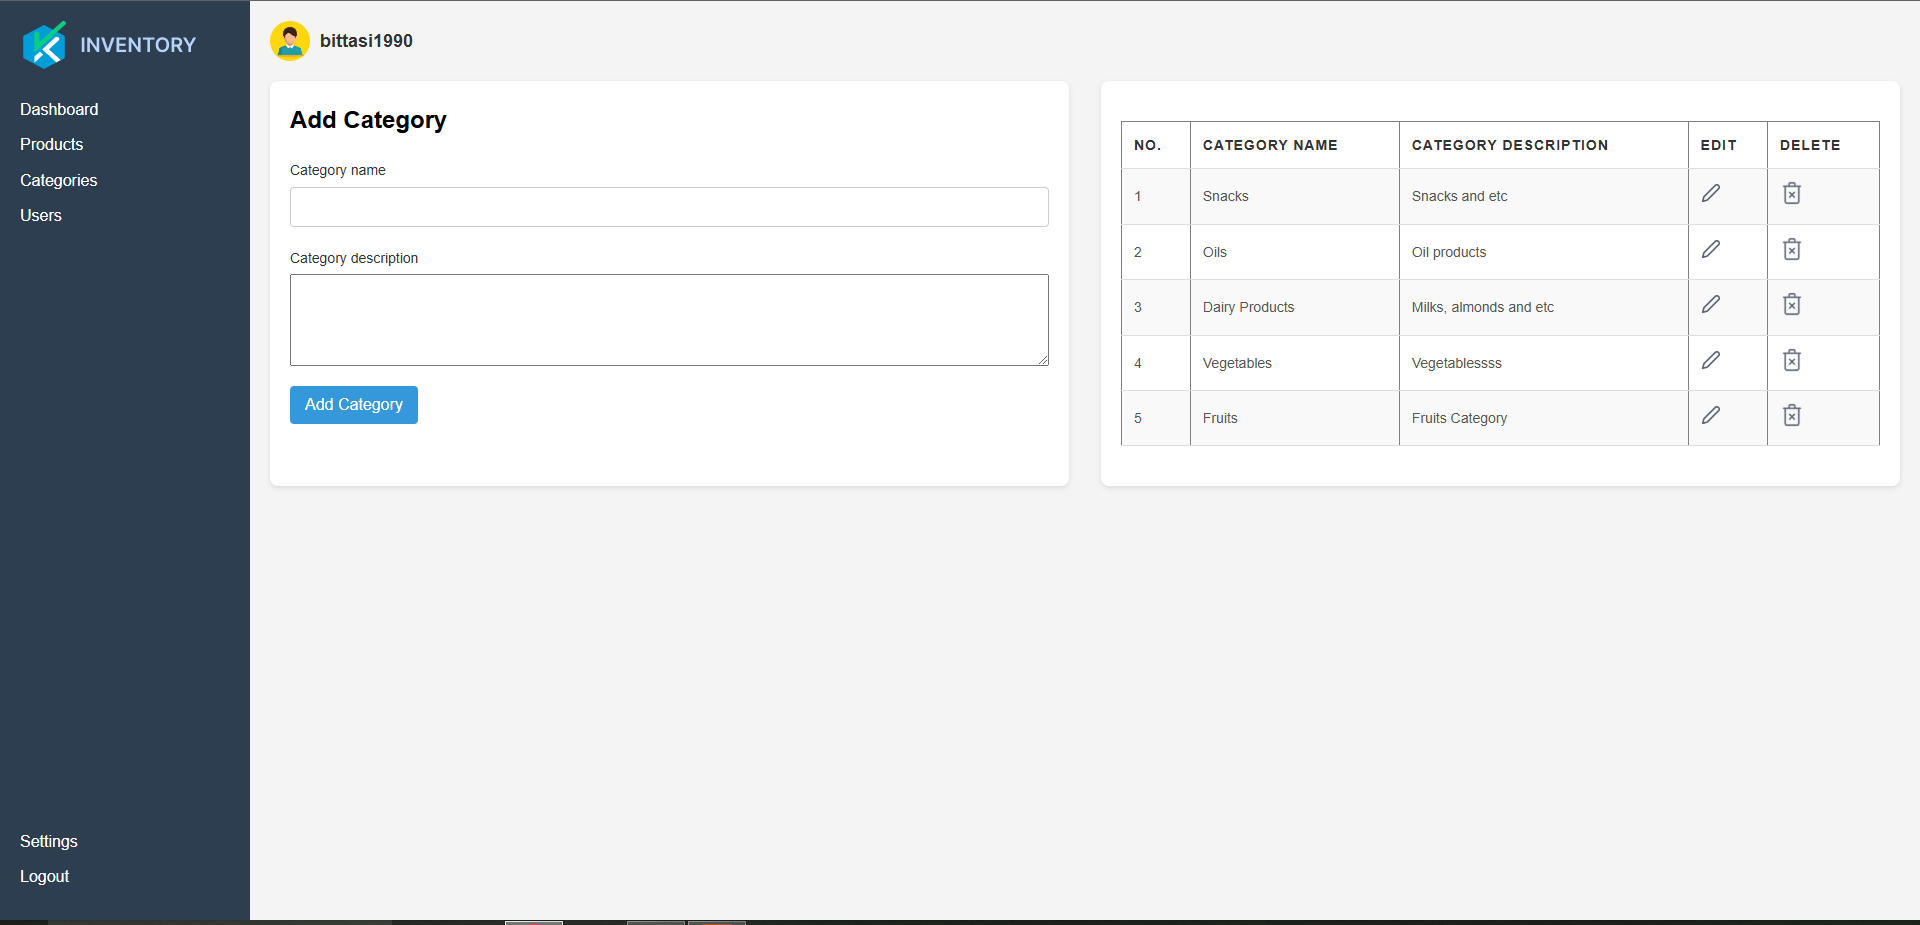 INVENTORY
Dashboard
Products
Categories
Users
Settings
Logout
bittasi1990
Add Category
Category name
Category description
Add Category
NO. CATEGORY NAME CATEGORY DESCRIPTION EDIT DELETE
1 Snacks Snacks and etc
2 Oils Oil products
3 Dairy Products Milks, almonds and etc
4 Vegetables Vegetablessss
5 Fruits Fruits Category